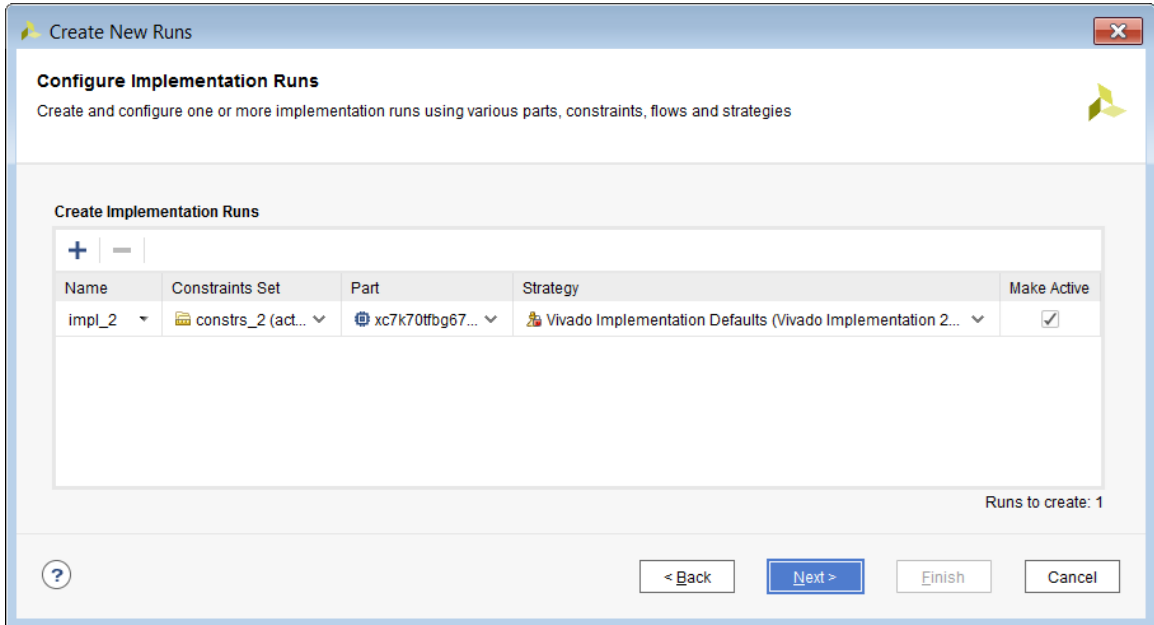 Create New Runs
Configure Implementation Runs
Create and configure one or more implementation runs using various parts, constraints, flows and strategies
Create Implementation Runs
Name Constraints Set Part Strategy Make Active
impl_2 constrs_2 (act... xc7k70tfbg67... Vivado Implementation Defaults (Vivado Implementation 2...
Runs to create: 1
? < Back Next > Finish Cancel